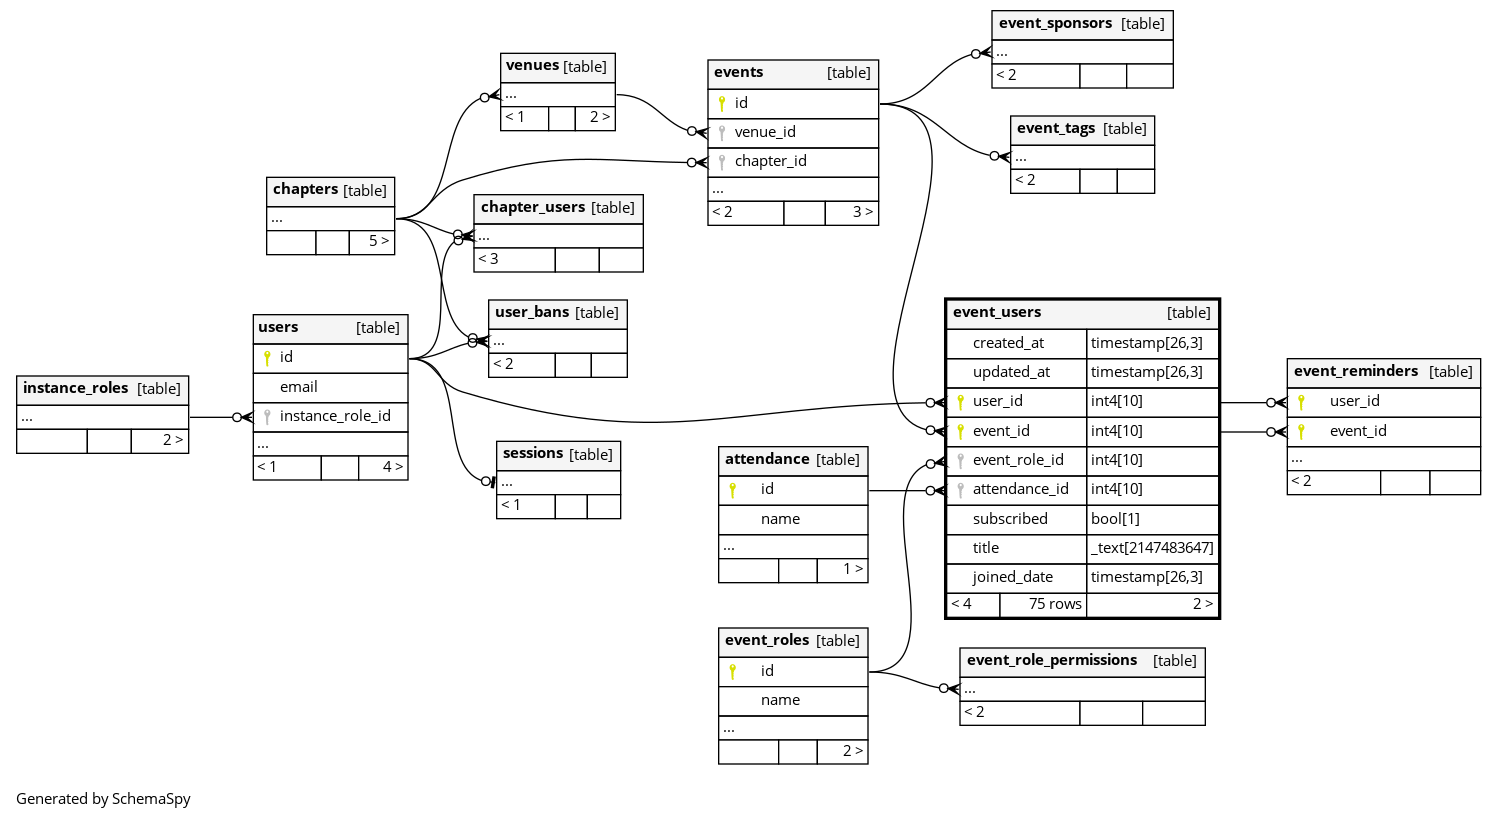 event_sponsors [table]
...
< 2
venues [table]
...
< 1 2 >
events [table]
id
venue_id
chapter_id
...
< 2 3 >
event_tags [table]
...
< 2
chapters [table]
...
5 >
chapter_users [table]
...
< 3
user_bans [table]
...
< 2
users [table]
id
email
instance_role_id
...
< 1 4 >
instance_roles [table]
...
2 >
sessions [table]
...
< 1
event_users [table]
created_at timestamp[26,3]
updated_at timestamp[26,3]
user_id int4[10]
event_id int4[10]
event_role_id int4[10]
attendance_id int4[10]
subscribed bool[1]
title _text[2147483647]
joined_date timestamp[26,3]
< 4 75 rows 2 >
event_reminders [table]
user_id
event_id
...
< 2
attendance [table]
id
name
...
1 >
event_roles [table]
id
name
...
2 >
event_role_permissions [table]
...
< 2
Generated by SchemaSpy